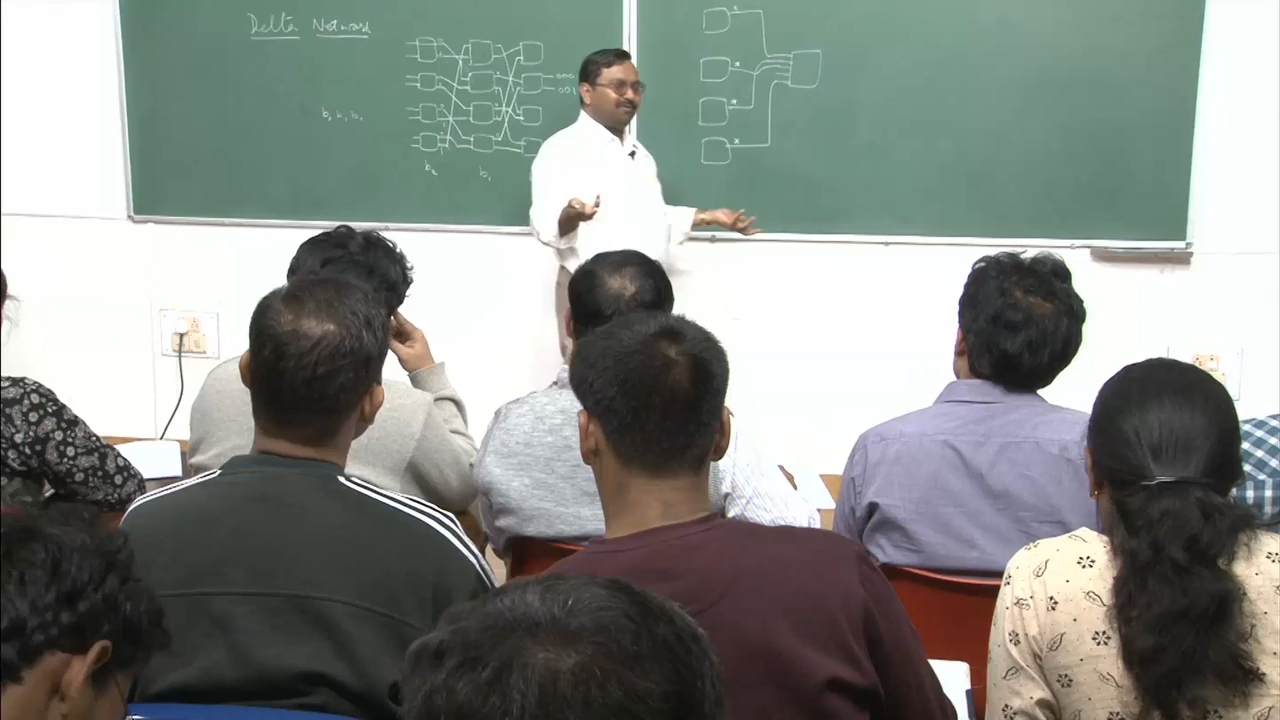 Delta Network
000
001
b₂ b₁ b₀
b₂
b₁
x
x
x
x